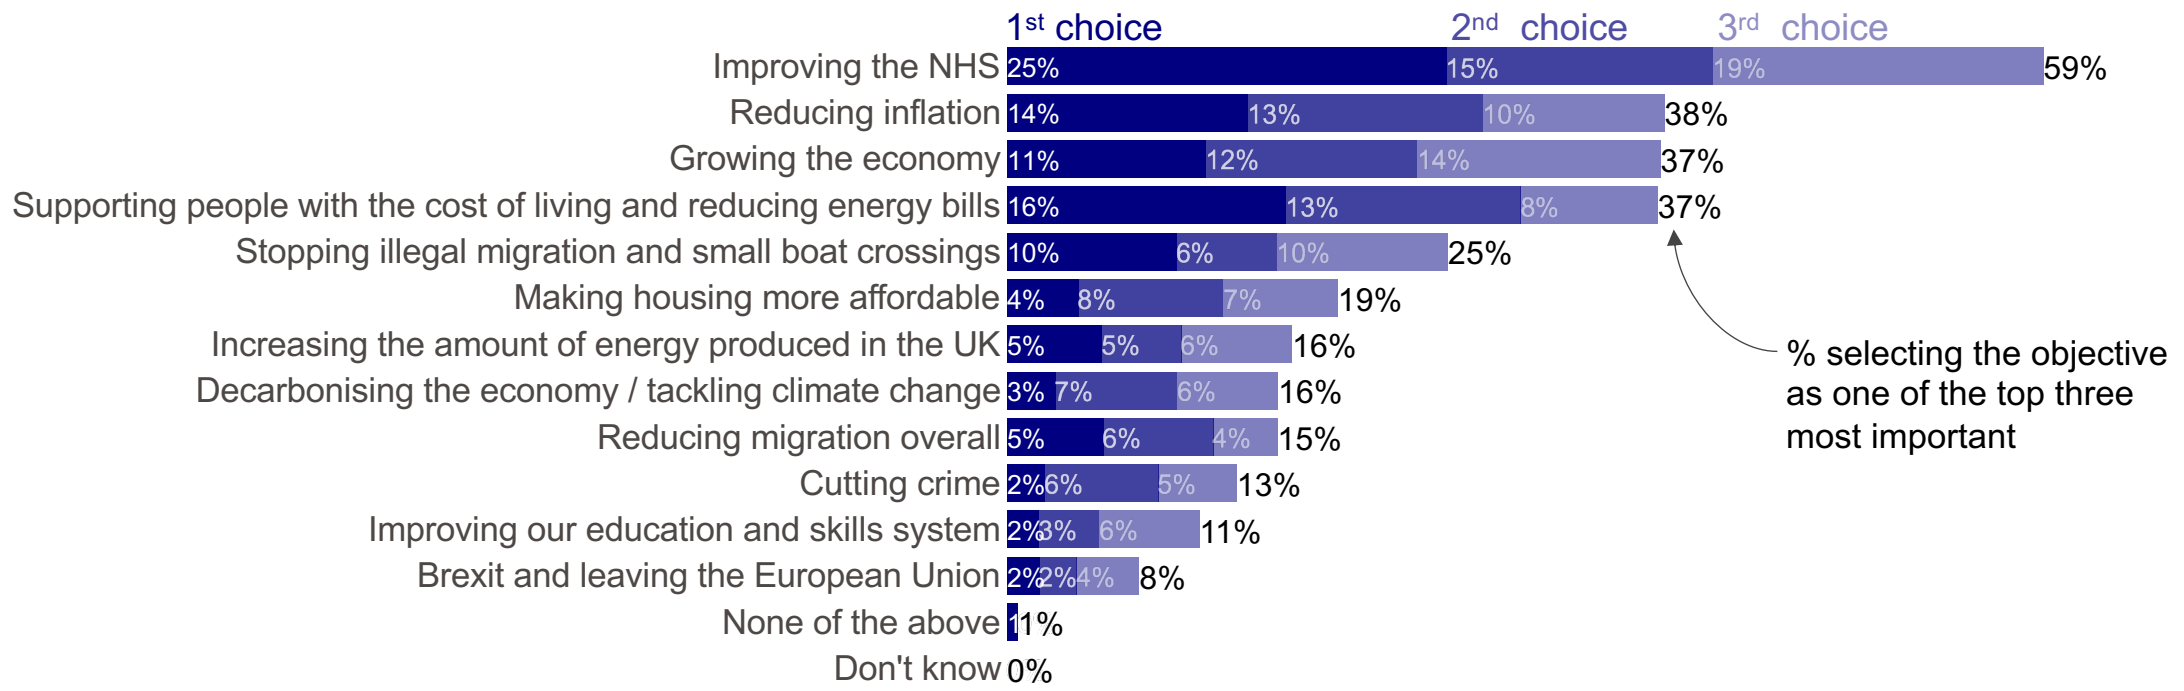 1st choice 2nd choice 3rd choice
Improving the NHS 25% 15% 19% 59%
Reducing inflation 14% 13% 10% 38%
Growing the economy 11% 12% 14% 37%
Supporting people with the cost of living and reducing energy bills 16% 13% 8% 37%
Stopping illegal migration and small boat crossings 10% 6% 10% 25%
Making housing more affordable 4% 8% 7% 19%
Increasing the amount of energy produced in the UK 5% 5% 6% 16%
Decarbonising the economy / tackling climate change 3% 7% 6% 16%
Reducing migration overall 5% 6% 4% 15%
Cutting crime 2% 6% 5% 13%
Improving our education and skills system 2% 3% 6% 11%
Brexit and leaving the European Union 2% 2% 4% 8%
None of the above 1 1%
Don't know 0%
% selecting the objective
as one of the top three
most important